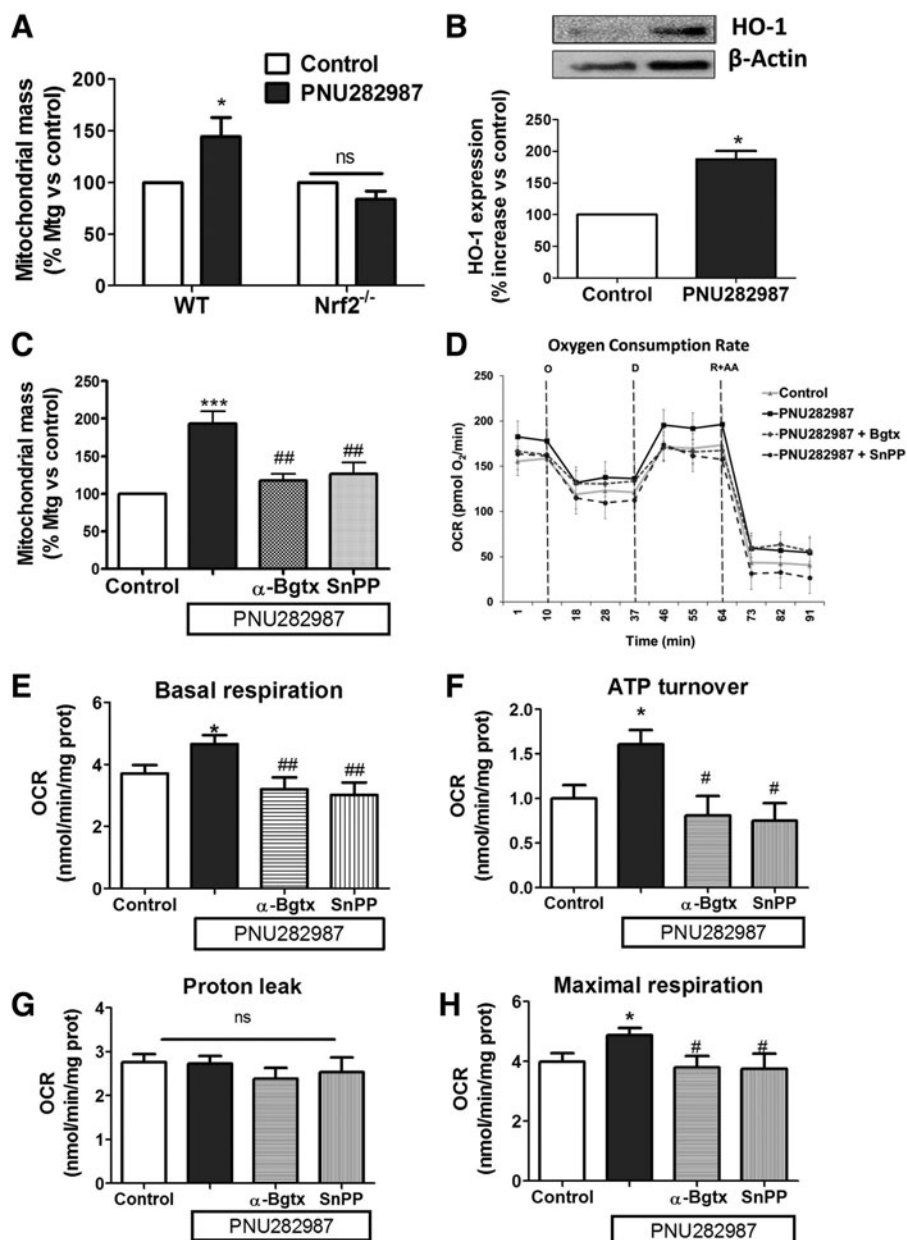 A
Control
PNU282987
Mitochondrial mass
(% Mtg vs control)
200
150
100
50
0
*
ns
WT
Nrf2-/-
B
HO-1
β-Actin
HO-1 expression
(% increase vs control)
250
200
150
100
50
0
*
Control
PNU282987
C
Mitochondrial mass
(% Mtg vs control)
250
200
150
100
50
0
***
##
##
Control
-
α-Bgtx
SnPP
PNU282987
D
Oxygen Consumption Rate
O
D
R+AA
Control
PNU282987
PNU282987 + Bgtx
PNU282987 + SnPP
OCR (pmol O2/min)
250
200
150
100
50
0
1 10 18 28 37 46 55 64 73 82 91
Time (min)
E
Basal respiration
OCR
(nmol/min/mg prot)
6
4
2
0
*
##
##
Control
-
α-Bgtx
SnPP
PNU282987
F
ATP turnover
OCR
(nmol/min/mg prot)
2.0
1.5
1.0
0.5
0.0
*
#
#
Control
-
α-Bgtx
SnPP
PNU282987
G
Proton leak
OCR
(nmol/min/mg prot)
4
3
2
1
0
ns
Control
-
α-Bgtx
SnPP
PNU282987
H
Maximal respiration
OCR
(nmol/min/mg prot)
6
4
2
0
*
#
#
Control
-
α-Bgtx
SnPP
PNU282987